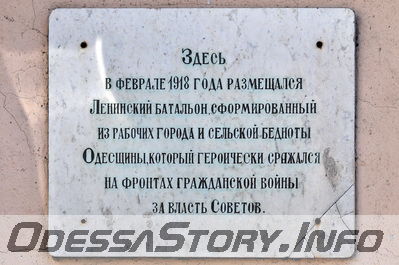 Здесь
в феврале 1918 года размещался
Ленинский батальон, сформированный
из рабочих города и сельской бедноты
Одесщины, который героически сражался
на фронтах гражданской войны
за власть Советов.
OdessaStory.Info